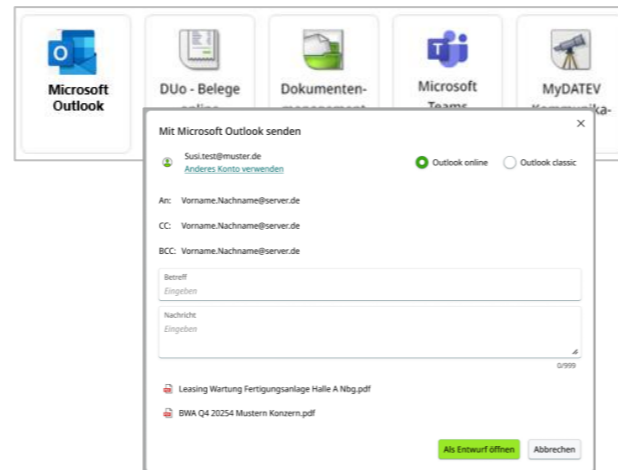 Microsoft
Outlook
DUo - Belege
online
Dokumenten-
management
Microsoft
Teams
MyDATEV
Kommunika-
Mit Microsoft Outlook senden
Susi.test@muster.de
Anderes Konto verwenden
Outlook online
Outlook classic
An: Vorname.Nachname@server.de
CC: Vorname.Nachname@server.de
BCC: Vorname.Nachname@server.de
Betreff
Eingeben
Nachricht
Eingeben
0/999
Leasing Wartung Fertigungsanlage Halle A Nbg.pdf
BWA Q4 20254 Mustern Konzern.pdf
Als Entwurf öffnen
Abbrechen